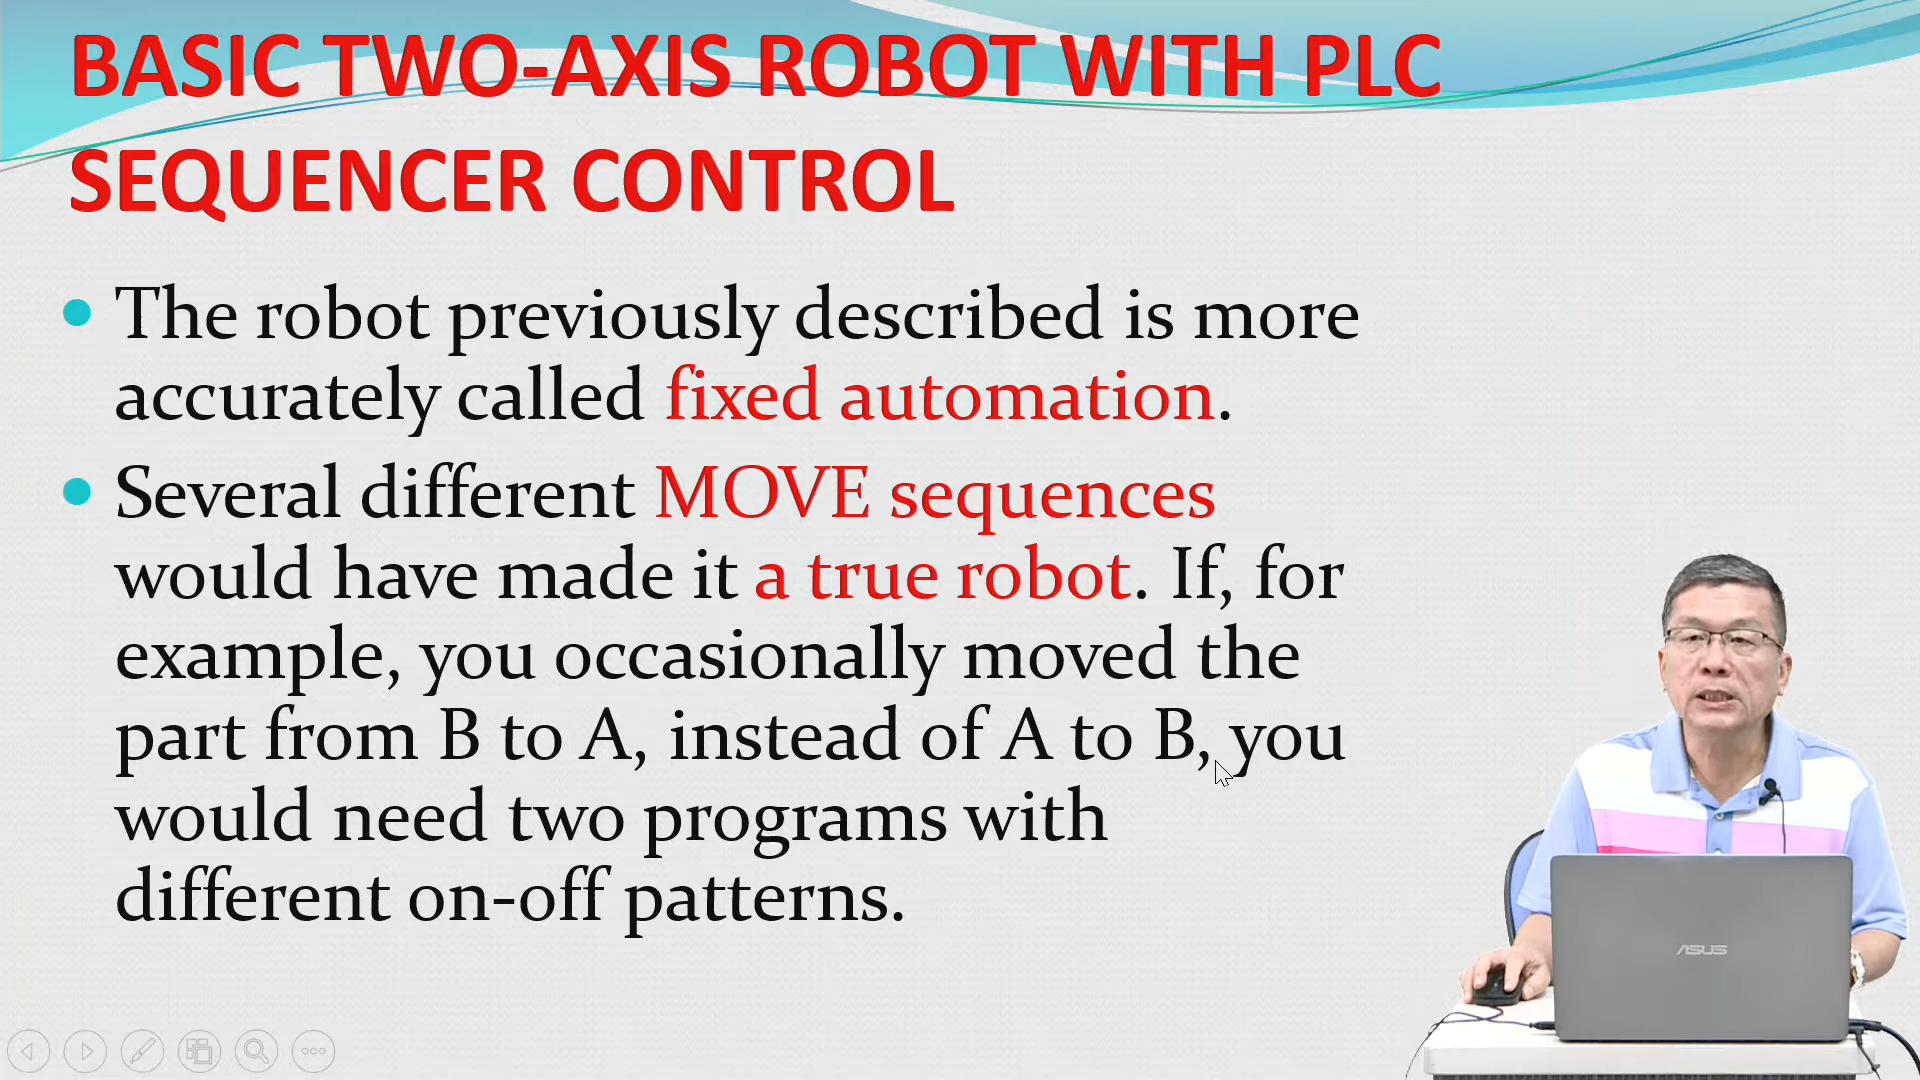 BASIC TWO-AXIS ROBOT WITH PLC
SEQUENCER CONTROL
The robot previously described is more
accurately called fixed automation.
Several different MOVE sequences
would have made it a true robot. If, for
example, you occasionally moved the
part from B to A, instead of A to B, you
would need two programs with
different on-off patterns.
ASUS